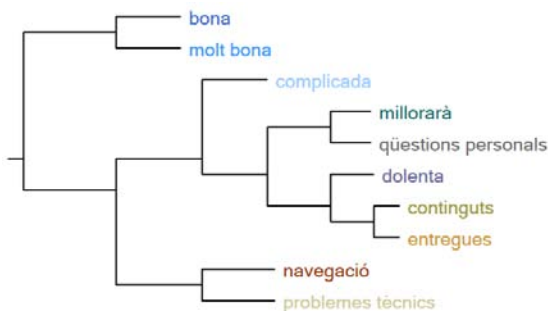 bona
molt bona
complicada
millorarà
qüestions personals
dolenta
continguts
entregues
navegació
problemes tècnics